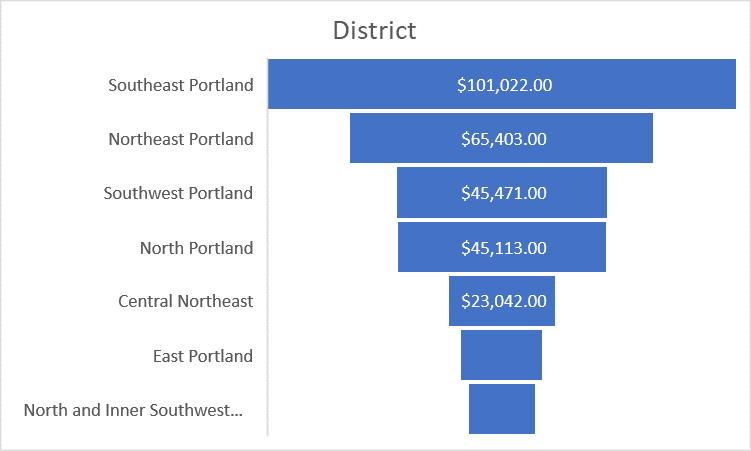 District
Southeast Portland $101,022.00
Northeast Portland $65,403.00
Southwest Portland $45,471.00
North Portland $45,113.00
Central Northeast $23,042.00
East Portland
North and Inner Southwest...